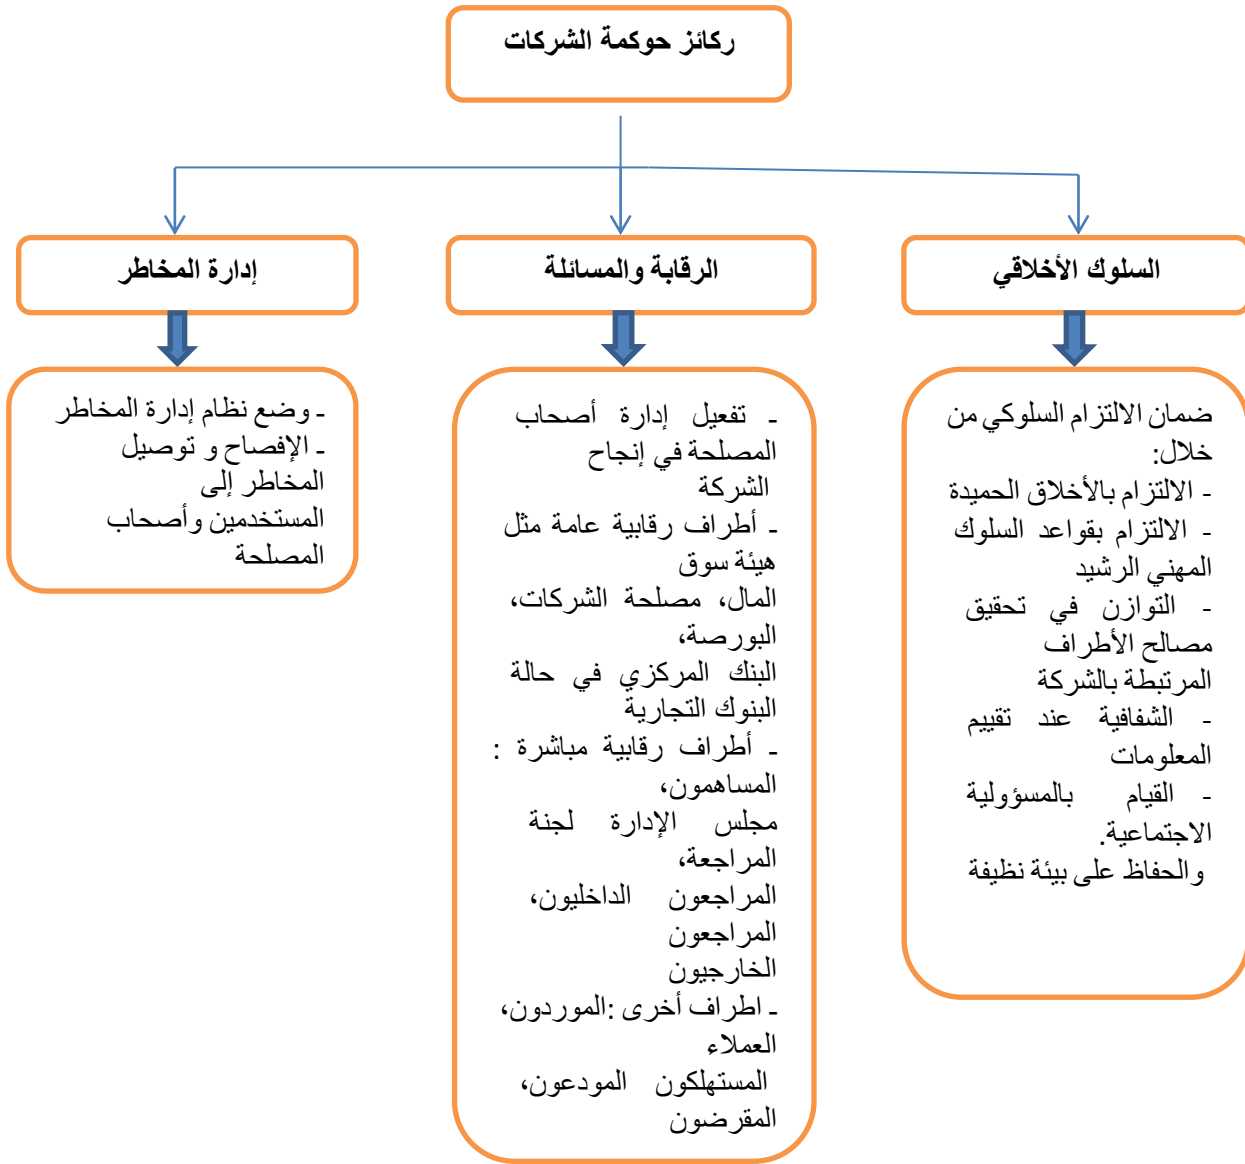 ركائز حوكمة الشركات
السلوك الأخلاقي
الرقابة والمسائلة
إدارة المخاطر
ضمان الالتزام السلوكي من
خلال:
- الالتزام بالأخلاق الحميدة
- الالتزام بقواعد السلوك
المهني الرشيد
- التوازن في تحقيق
مصالح الأطراف
المرتبطة بالشركة
- الشفافية عند تقييم
المعلومات
- القيام بالمسؤولية
الاجتماعية.
والحفاظ على بيئة نظيفة
- تفعيل إدارة أصحاب
المصلحة في إنجاح
الشركة
- أطراف رقابية عامة مثل
هيئة سوق
المال، مصلحة الشركات،
البورصة،
البنك المركزي في حالة
البنوك التجارية
- أطراف رقابية مباشرة :
المساهمون،
مجلس الإدارة لجنة
المراجعة،
المراجعون الداخليون،
المراجعون
الخارجيون
- اطراف أخرى :الموردون،
العملاء
المستهلكون المودعون،
المقرضون
- وضع نظام إدارة المخاطر
- الإفصاح و توصيل
المخاطر إلى
المستخدمين وأصحاب
المصلحة